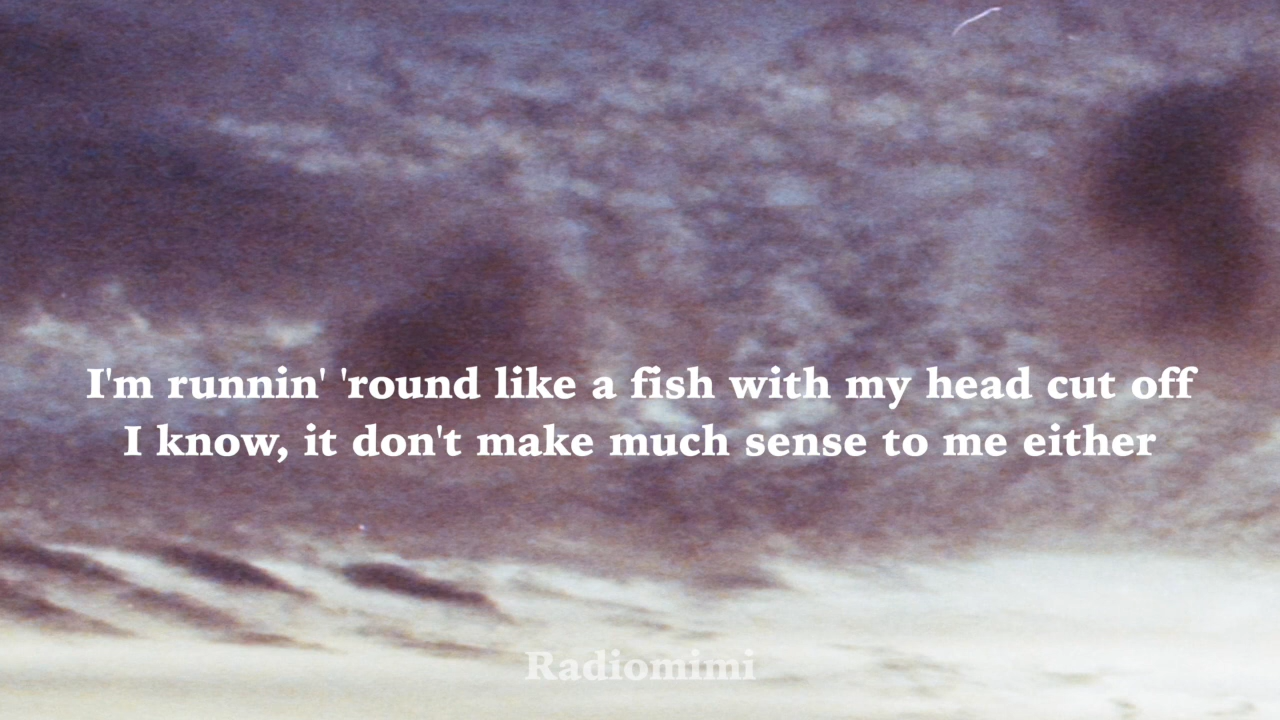 I'm runnin' 'round like a fish with my head cut off
I know, it don't make much sense to me either
Radiomimi